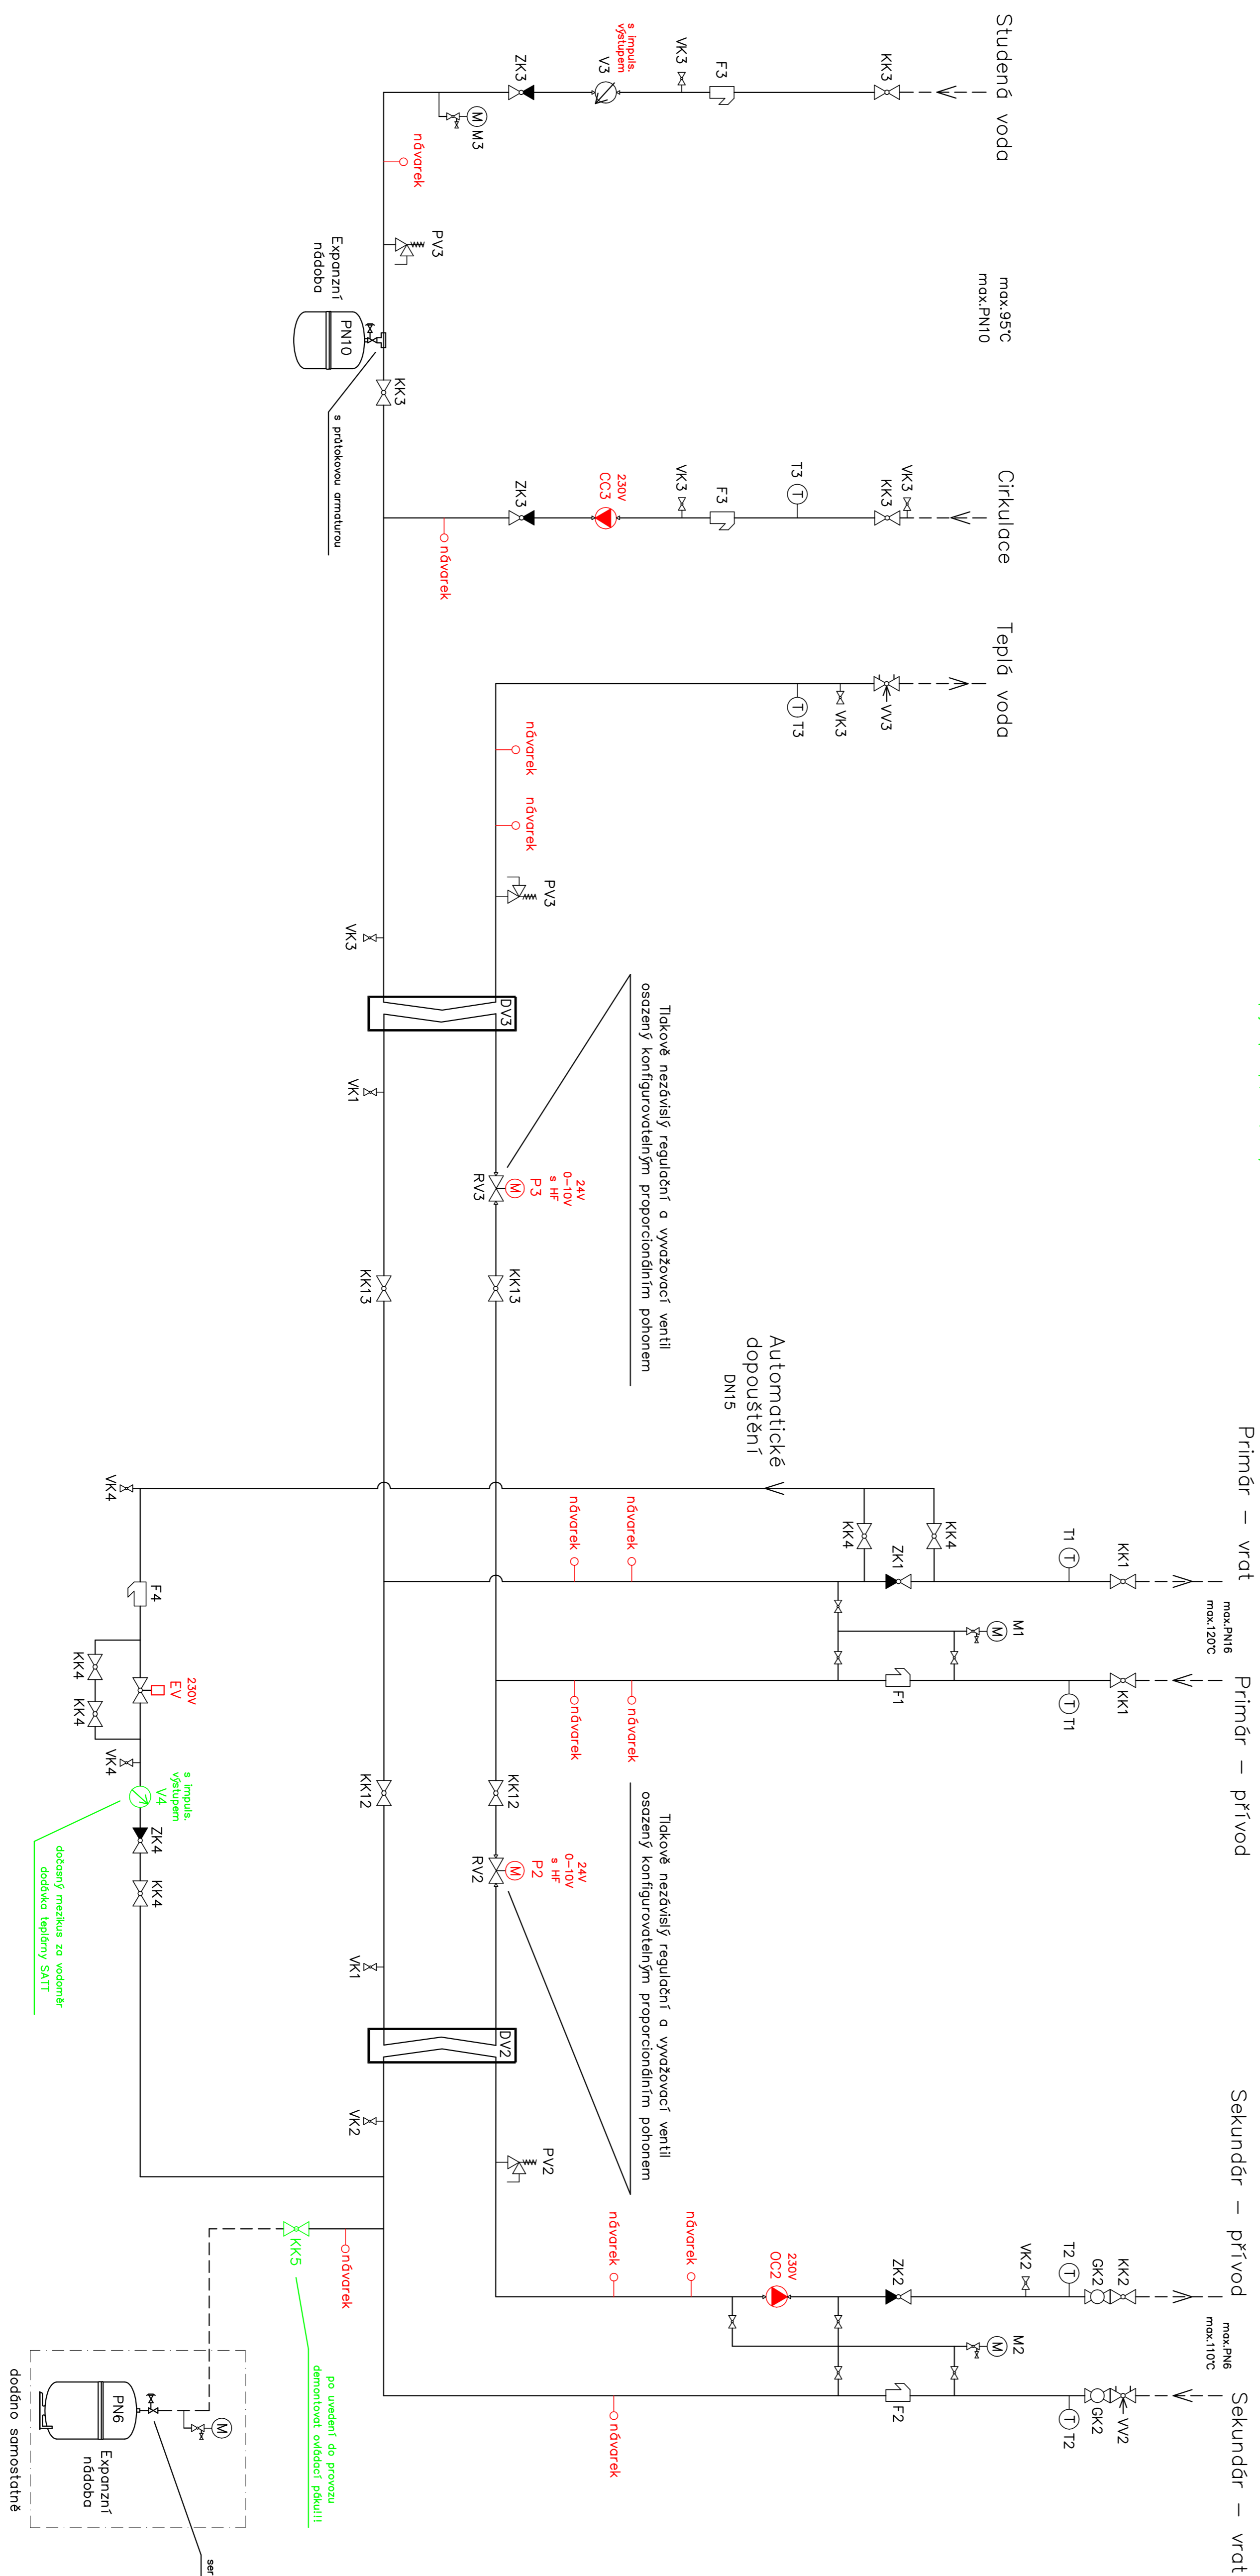 Studená voda
KK3
F3
VK3
V3
s impuls.
výstupem
ZK3
M
M3
návarek
PV3
Expanzní
nádoba
PN10
s průtokovou armaturou
KK3
max.95°C
max.PN10
Cirkulace
VK3
KK3
T3
T
F3
VK3
230V
CC3
ZK3
návarek
Teplá voda
VV3
VK3
T
T3
návarek
návarek
PV3
VK3
DV3
VK1
Tlakově nezávislý regulační a vyvažovací ventil
osazený konfigurovatelným proporcionálním pohonem
24V
0-10V
s HF
P3
M
RV3
KK13
KK13
Automatické
dopouštění
DN15
Primár – vrat
max.PN16
max.120°C
Primár – přívod
KK1
T1
T
KK4
KK4
ZK1
návarek
návarek
M1
M
KK1
T
T1
F1
návarek
návarek
VK4
F4
230V
EV
KK4
KK4
VK4
s impuls.
výstupem
V4
ZK4
KK4
dočasný mezikus za vodoměr
dodávka teplárny SATT
KK12
KK12
Tlakově nezávislý regulační a vyvažovací ventil
osazený konfigurovatelným proporcionálním pohonem
24V
0-10V
s HF
P2
M
RV2
VK1
DV2
VK2
PV2
Sekundár – přívod
max.PN6
max.110°C
Sekundár – vrat
KK2
GK2
T2
T
VK2
ZK2
230V
OC2
návarek
návarek
M2
M
VV2
GK2
T
T2
F2
návarek
návarek
KK5
po uvedení do provozu
demontovat ovládací páku!!!
M
PN6
Expanzní
nádoba
dodáno samostatně